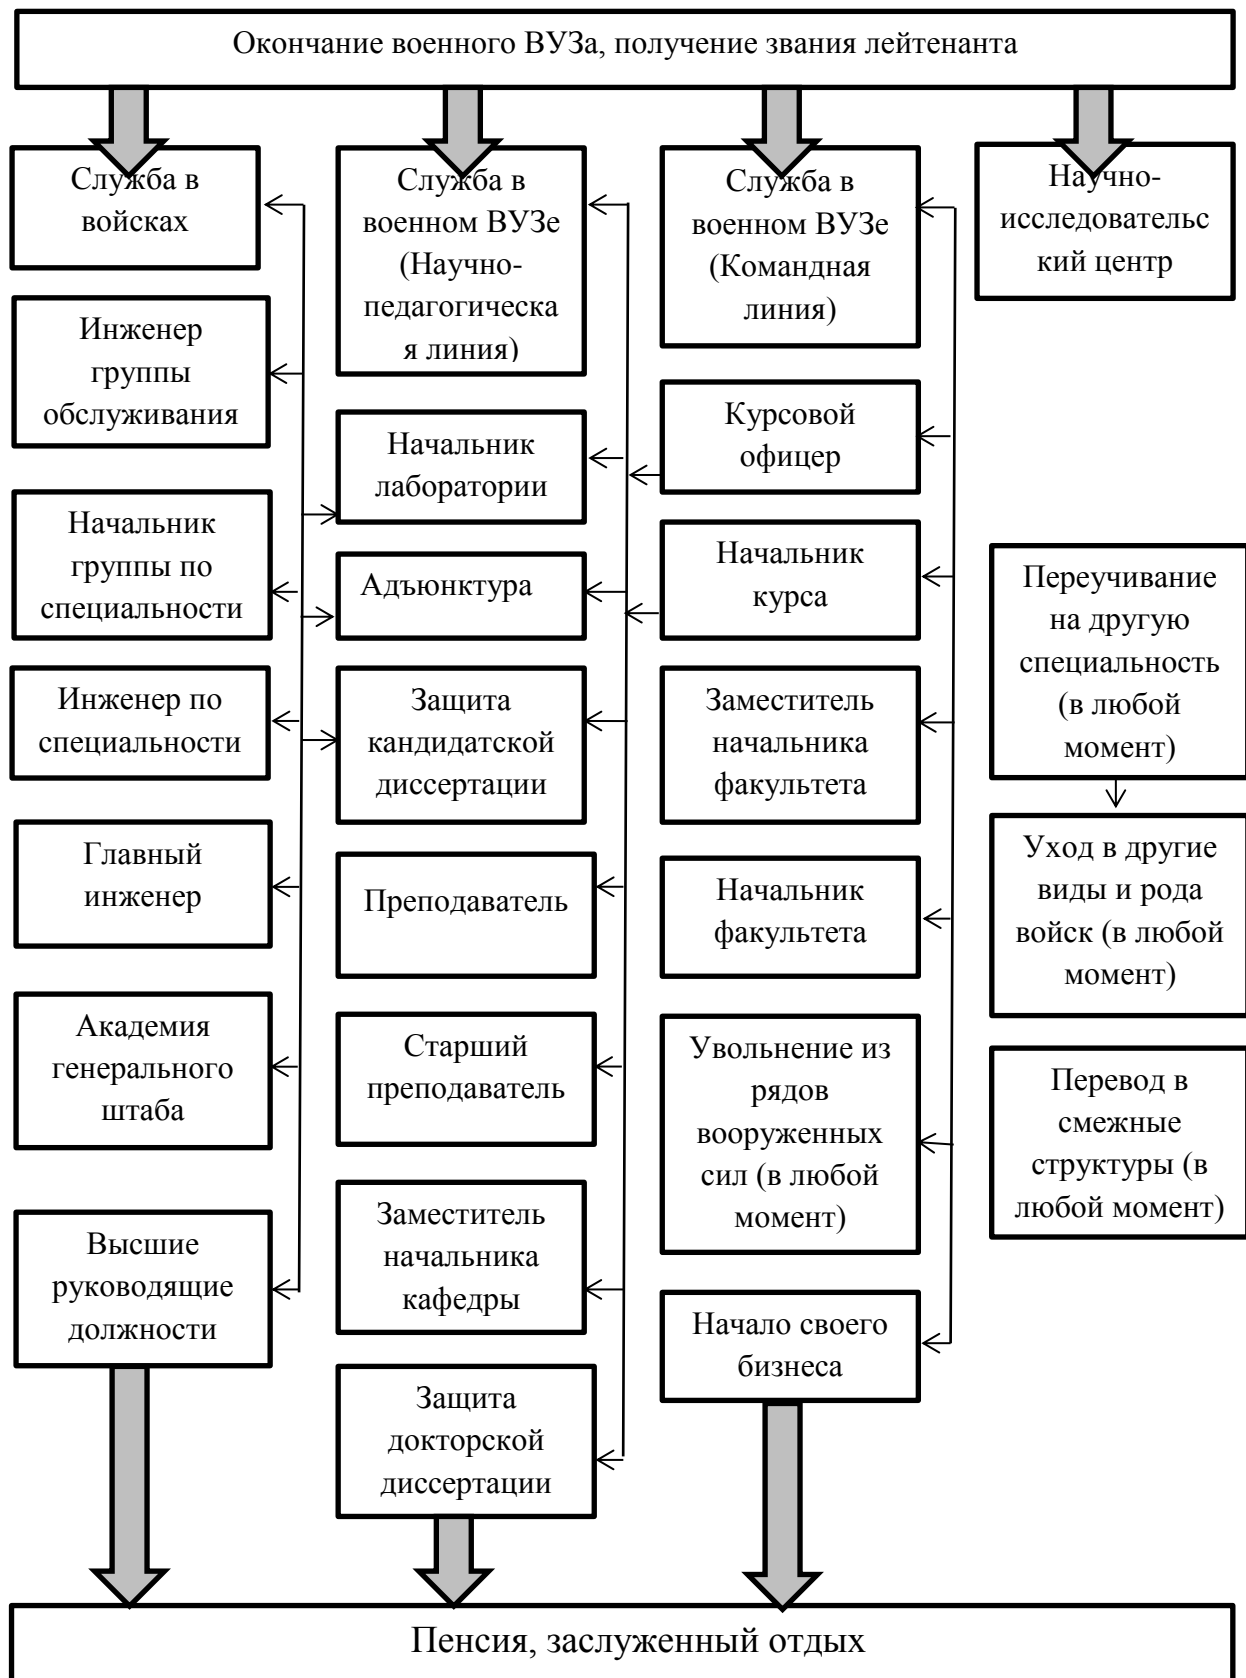 Окончание военного ВУЗа, получение звания лейтенанта
Служба в
войсках
Инженер
группы
обслуживания
Начальник
группы по
специальности
Инженер по
специальности
Главный
инженер
Академия
генерального
штаба
Высшие
руководящие
должности
Служба в
военном ВУЗе
(Научно-
педагогическа
я линия)
Начальник
лаборатории
Адъюнктура
Защита
кандидатской
диссертации
Преподаватель
Старший
преподаватель
Заместитель
начальника
кафедры
Защита
докторской
диссертации
Служба в
военном ВУЗе
(Командная
линия)
Курсовой
офицер
Начальник
курса
Заместитель
начальника
факультета
Начальник
факультета
Увольнение из
рядов
вооруженных
сил (в любой
момент)
Начало своего
бизнеса
Научно-
исследовательс
кий центр
Переучивание
на другую
специальность
(в любой
момент)
Уход в другие
виды и рода
войск (в любой
момент)
Перевод в
смежные
структуры (в
любой момент)
Пенсия, заслуженный отдых